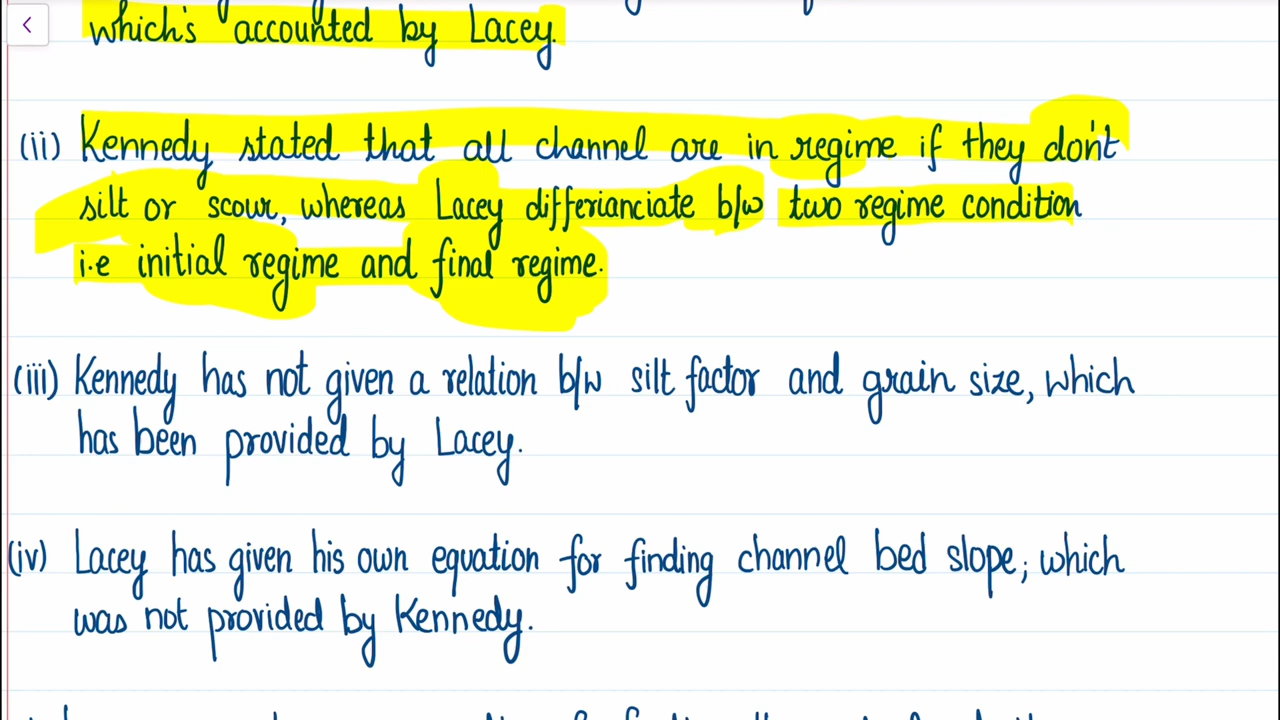 which's accounted by Lacey.
(ii) Kennedy stated that all channel are in regime if they don't
silt or scour, whereas Lacey differianciate b/w two regime condition
i.e initial regime and final regime.
(iii) Kennedy has not given a relation b/w silt factor and grain size, which
has been provided by Lacey.
(iv) Lacey has given his own equation for finding channel bed slope; which
was not provided by Kennedy.